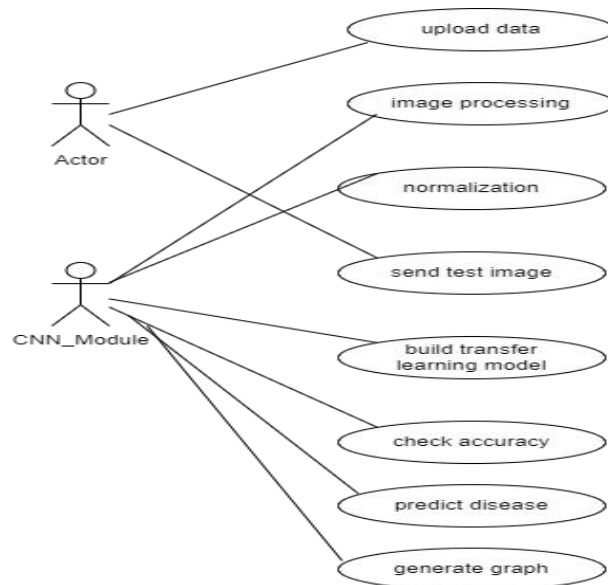 upload data
image processing
Actor
normalization
send test image
CNN_Module
build transfer
learning model
check accuracy
predict disease
generate graph